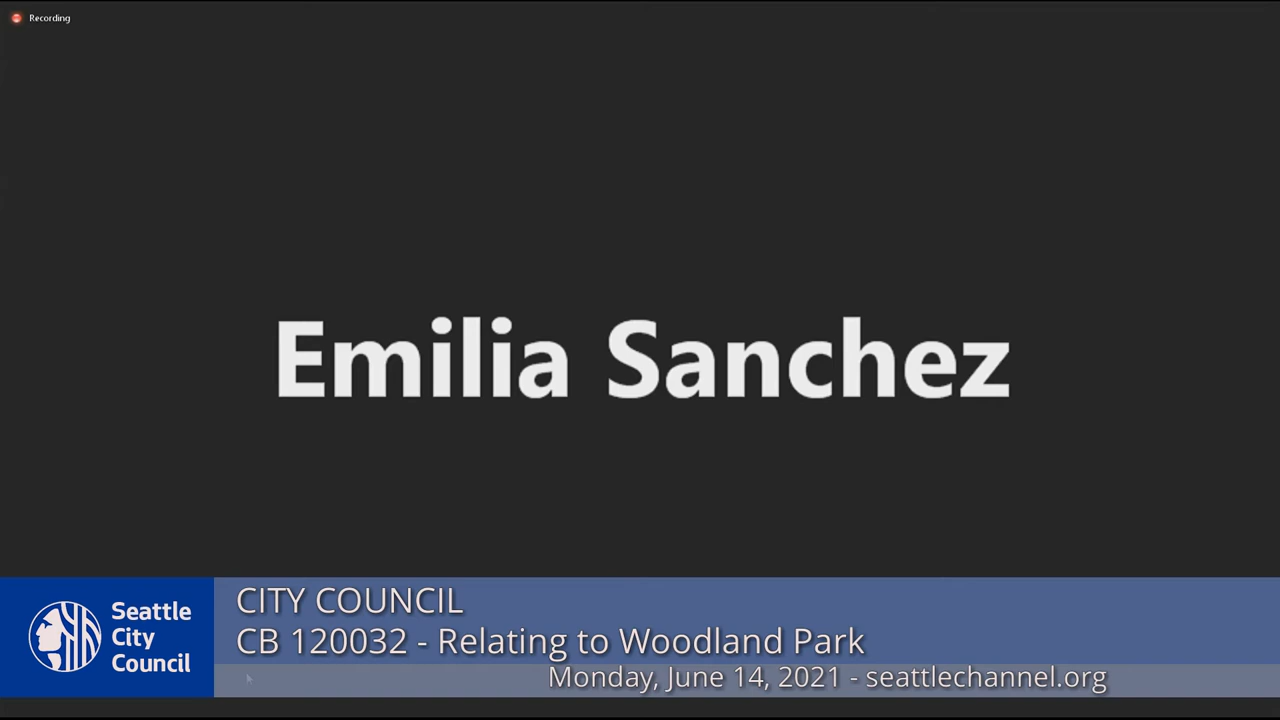 Recording
Emilia Sanchez
Seattle
City
Council
CITY COUNCIL
CB 120032 - Relating to Woodland Park
Monday, June 14, 2021 - seattlechannel.org